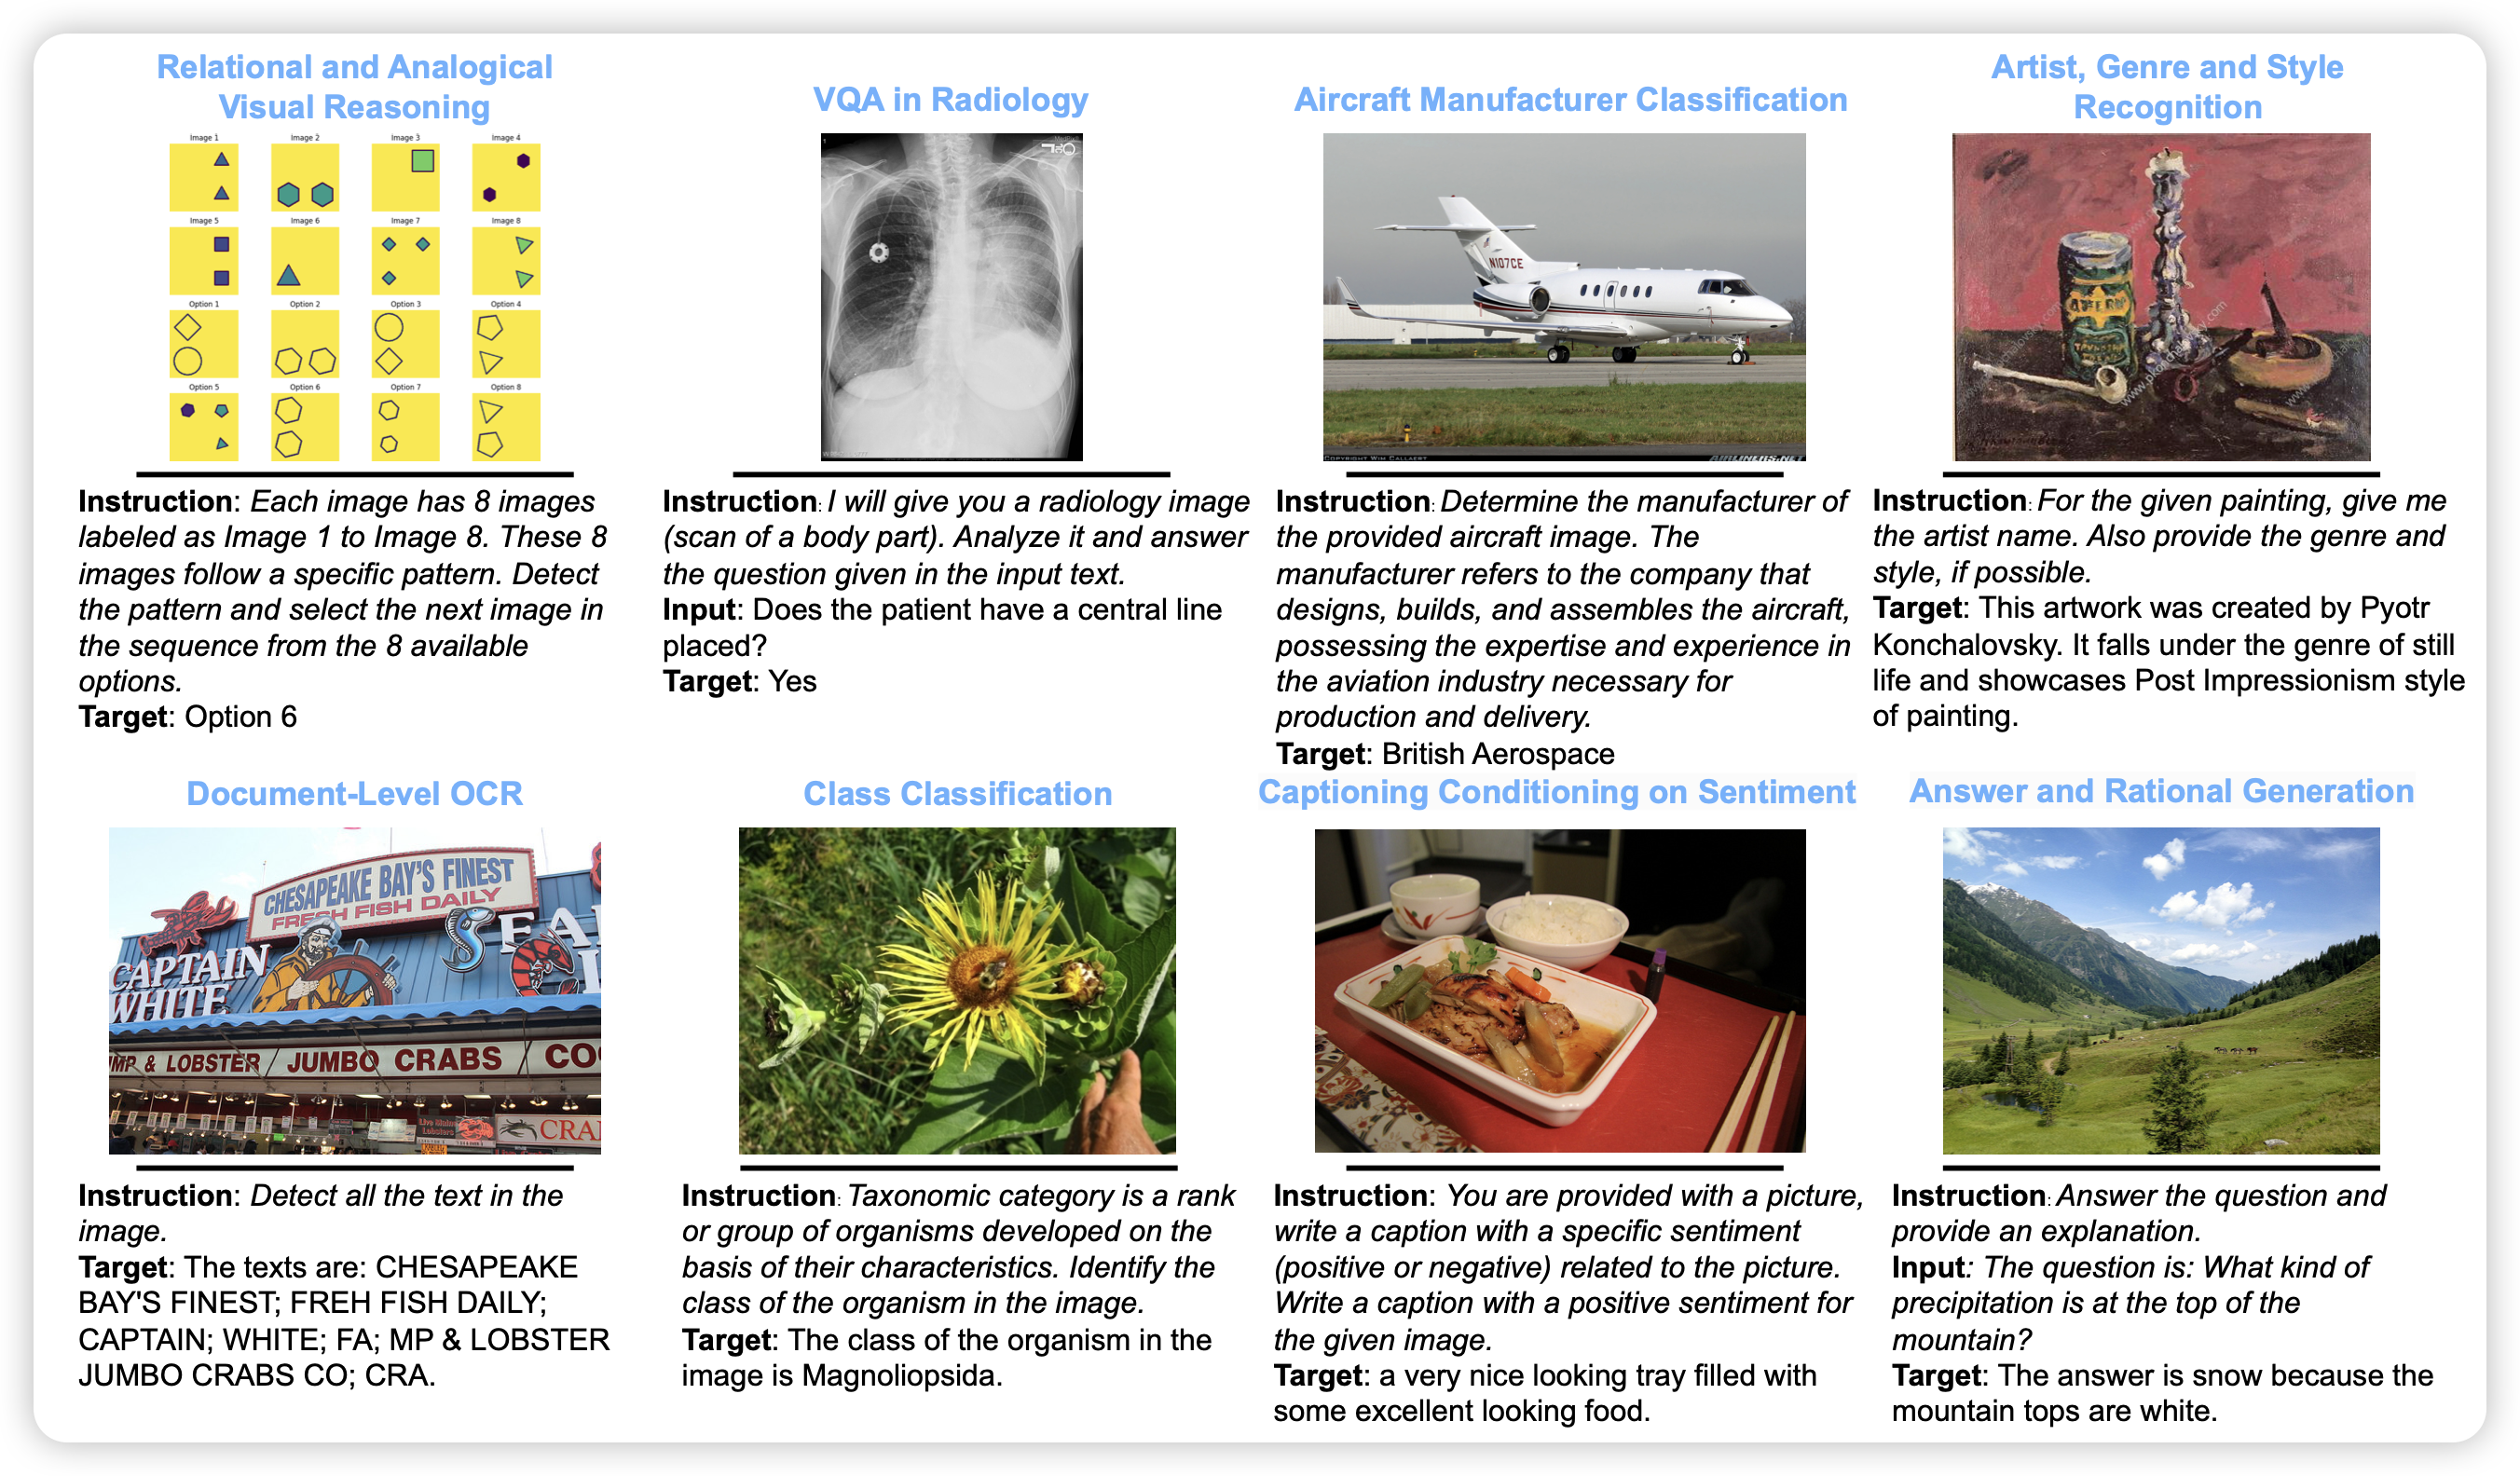 Relational and Analogical
Visual Reasoning
Image 1 Image 2 Image 3 Image 4
Image 5 Image 6 Image 7 Image 8
Option 1 Option 2 Option 3 Option 4
Option 5 Option 6 Option 7 Option 8
Instruction: Each image has 8 images
labeled as Image 1 to Image 8. These 8
images follow a specific pattern. Detect
the pattern and select the next image in
the sequence from the 8 available
options.
Target: Option 6
VQA in Radiology
Instruction: I will give you a radiology image
(scan of a body part). Analyze it and answer
the question given in the input text.
Input: Does the patient have a central line
placed?
Target: Yes
Aircraft Manufacturer Classification
N107CE
COPYRIGHT WIM CALLAERT
AIRLINERS.NET
Instruction: Determine the manufacturer of
the provided aircraft image. The
manufacturer refers to the company that
designs, builds, and assembles the aircraft,
possessing the expertise and experience in
the aviation industry necessary for
production and delivery.
Target: British Aerospace
Artist, Genre and Style
Recognition
Instruction: For the given painting, give me
the artist name. Also provide the genre and
style, if possible.
Target: This artwork was created by Pyotr
Konchalovsky. It falls under the genre of still
life and showcases Post Impressionism style
of painting.
Document-Level OCR
CHESAPEAKE BAY'S FINEST
FRESH FISH DAILY
CAPTAIN
WHITE
SEA
MP & LOBSTER JUMBO CRABS CO
Live Maine
Lobsters
CRA
Instruction: Detect all the text in the
image.
Target: The texts are: CHESAPEAKE
BAY'S FINEST; FREH FISH DAILY;
CAPTAIN; WHITE; FA; MP & LOBSTER
JUMBO CRABS CO; CRA.
Class Classification
Instruction: Taxonomic category is a rank
or group of organisms developed on the
basis of their characteristics. Identify the
class of the organism in the image.
Target: The class of the organism in the
image is Magnoliopsida.
Captioning Conditioning on Sentiment
Instruction: You are provided with a picture,
write a caption with a specific sentiment
(positive or negative) related to the picture.
Write a caption with a positive sentiment for
the given image.
Target: a very nice looking tray filled with
some excellent looking food.
Answer and Rational Generation
Instruction: Answer the question and
provide an explanation.
Input: The question is: What kind of
precipitation is at the top of the
mountain?
Target: The answer is snow because the
mountain tops are white.